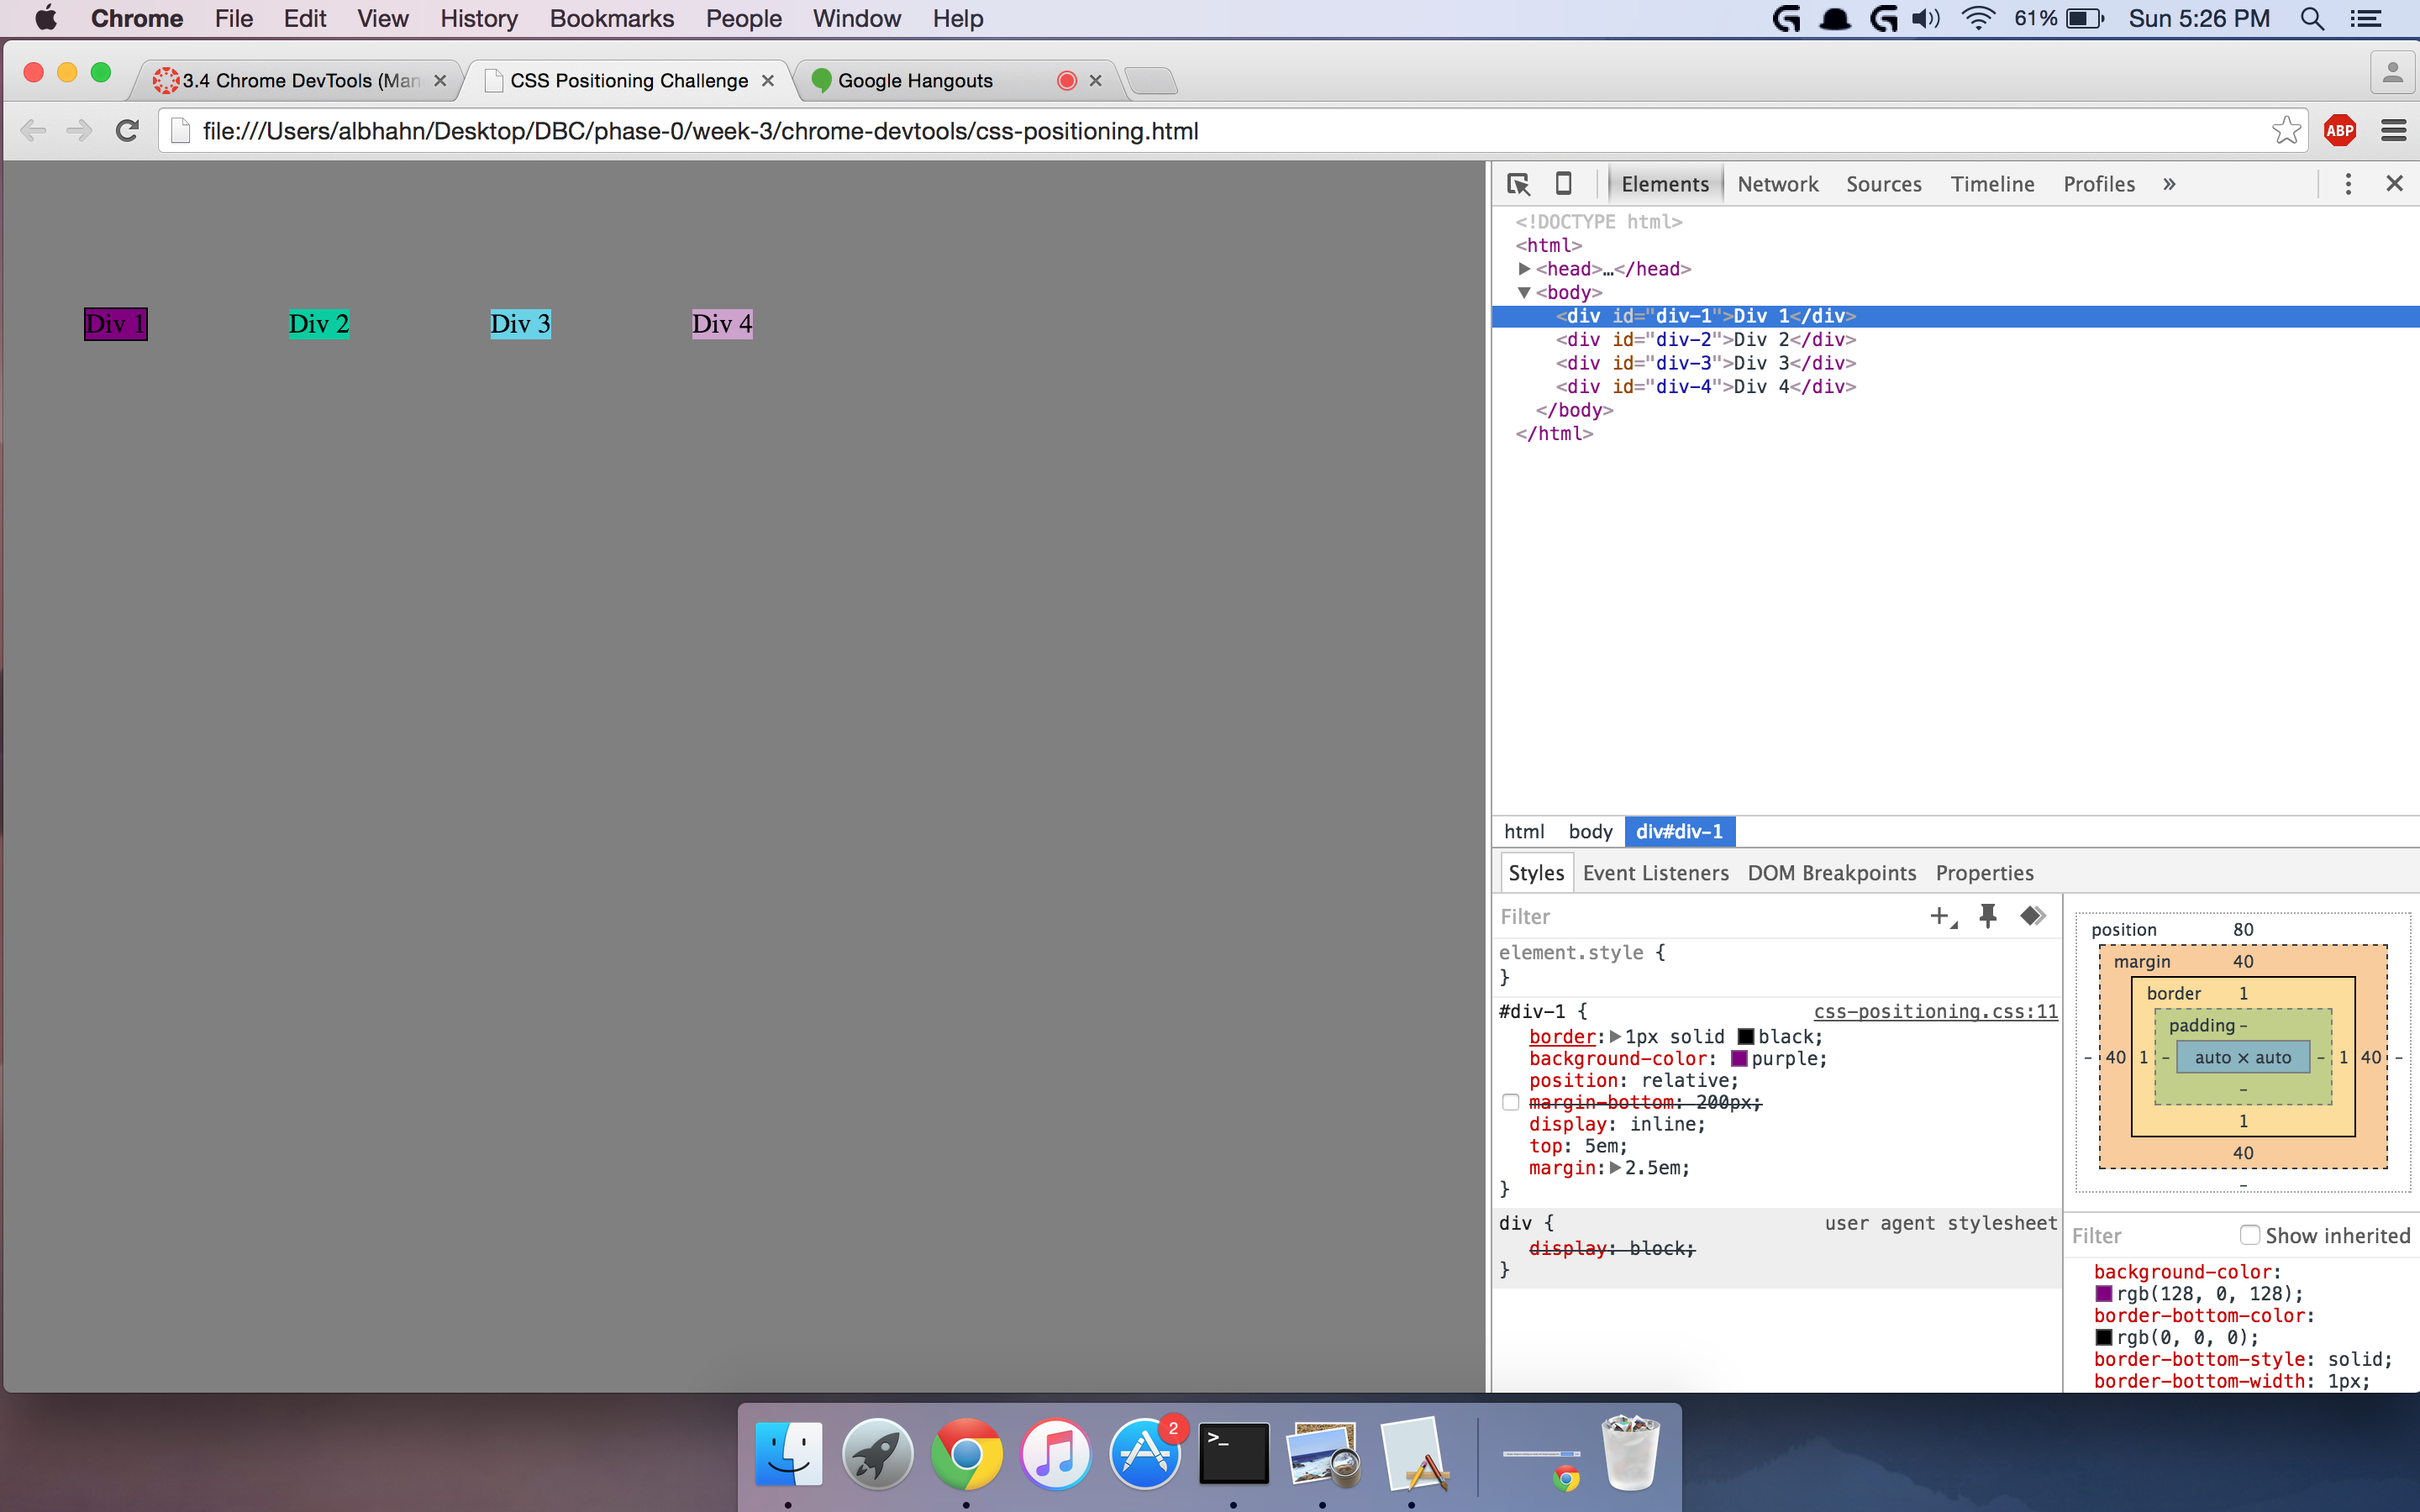 Chrome File Edit View History Bookmarks People Window Help 61% Sun 5:26 PM
3.4 Chrome DevTools (Man CSS Positioning Challenge Google Hangouts
file:///Users/albhahn/Desktop/DBC/phase-0/week-3/chrome-devtools/css-positioning.html ABP
Div 1 Div 2 Div 3 Div 4
Elements Network Sources Timeline Profiles »
<!DOCTYPE html>
<html>
<head>…</head>
<body>
<div id="div-1">Div 1</div>
<div id="div-2">Div 2</div>
<div id="div-3">Div 3</div>
<div id="div-4">Div 4</div>
</body>
</html>
html body div#div-1
Styles Event Listeners DOM Breakpoints Properties
Filter
element.style {
}
#div-1 { css-positioning.css:11
border: 1px solid black;
background-color: purple;
position: relative;
margin-bottom: 200px;
display: inline;
top: 5em;
margin: 2.5em;
}
div { user agent stylesheet
display: block;
}
position 80
margin 40
border 1
padding -
- 40 1 - auto × auto - 1 40 -
-
1
40
-
Filter Show inherited
background-color:
rgb(128, 0, 128);
border-bottom-color:
rgb(0, 0, 0);
border-bottom-style: solid;
border-bottom-width: 1px;
2
>_